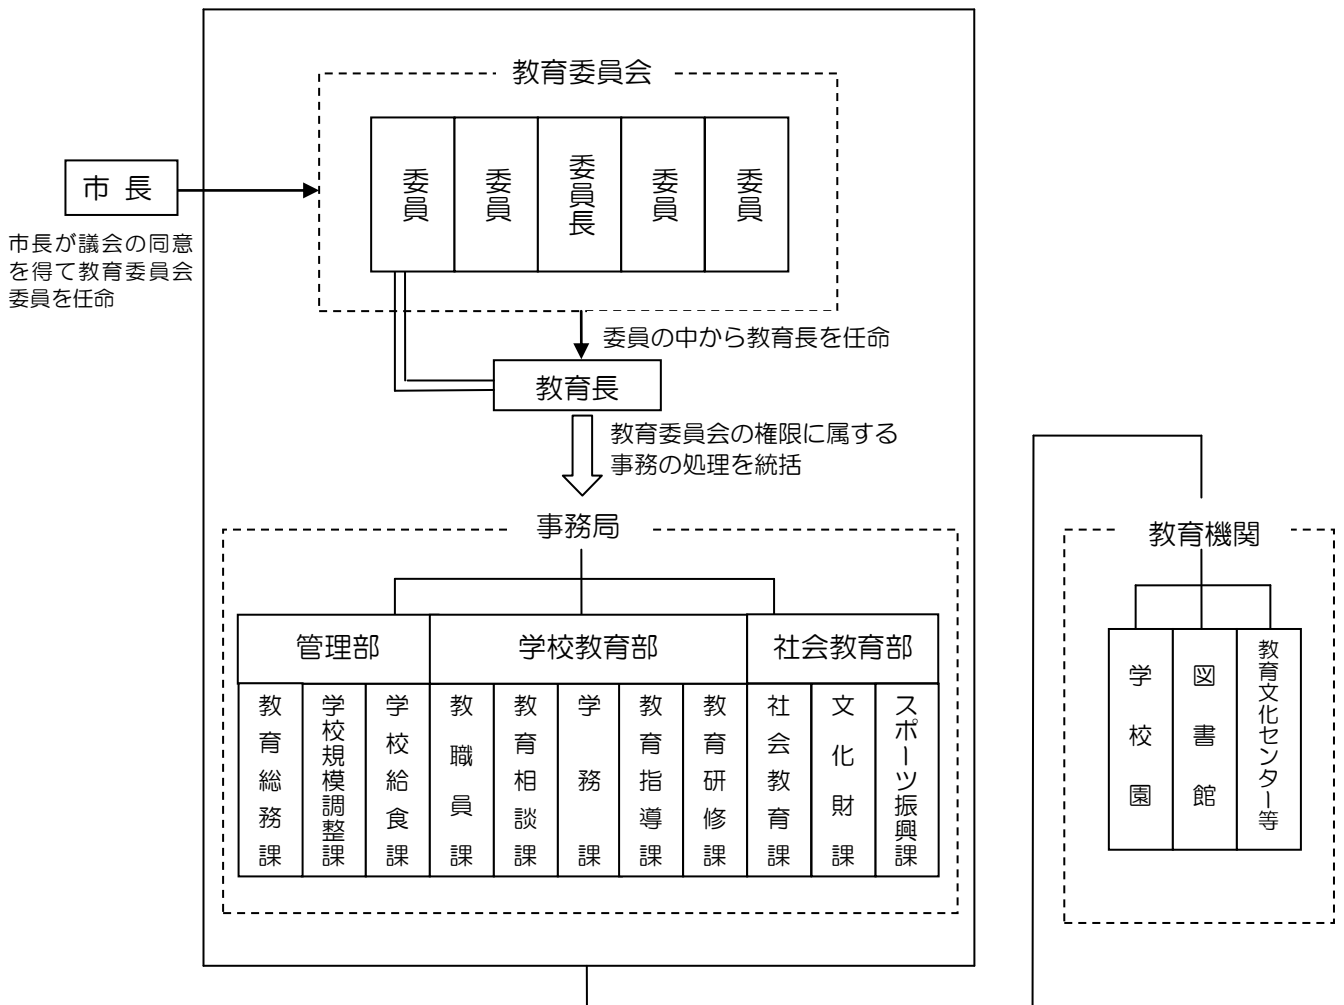 教育委員会
委員
委員
委員長
委員
委員
市 長
市長が議会の同意
を得て教育委員会
委員を任命
委員の中から教育長を任命
教育長
教育委員会の権限に属する
事務の処理を統括
事務局
管理部
学校教育部
社会教育部
教育総務課
学校規模調整課
学校給食課
教職員課
教育相談課
学務課
教育指導課
教育研修課
社会教育課
文化財課
スポーツ振興課
教育機関
学校園
図書館
教育文化センター等